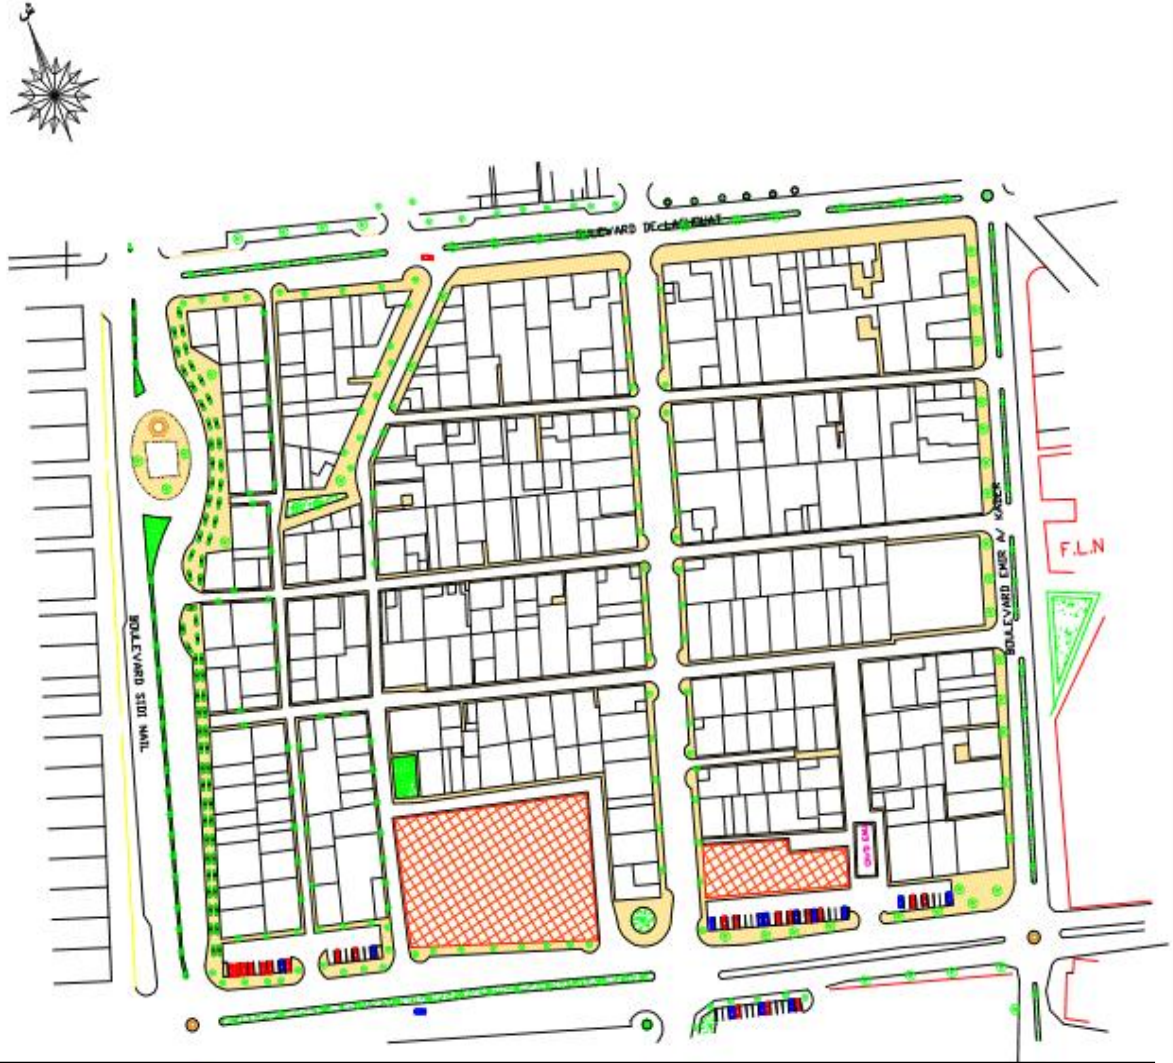 ش
BOULEVARD DE LAGHOUAT
BOULEVARD EMIR A/ KADER
F.L.N
BOULEVARD SIDI NAIL